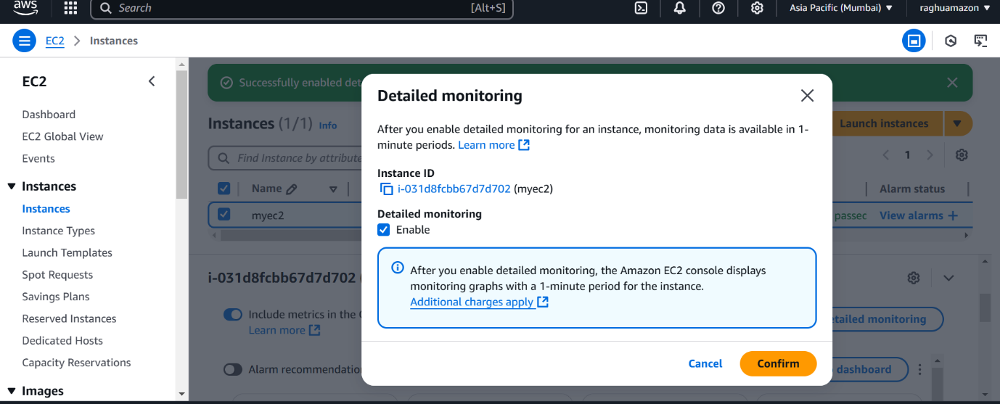 aws
Search
[Alt+S]
Asia Pacific (Mumbai)
raghuamazon
EC2
Instances
EC2
Dashboard
EC2 Global View
Events
Instances
Instances
Instance Types
Launch Templates
Spot Requests
Savings Plans
Reserved Instances
Dedicated Hosts
Capacity Reservations
Images
Successfully enabled det
Instances (1/1) Info
Launch instances
Find Instance by attribute
1
Name
Alarm status
myec2
passec
View alarms +
i-031d8fcbb67d7d702 (
Include metrics in the
Learn more
etailed monitoring
Alarm recommendation
dashboard
Detailed monitoring
After you enable detailed monitoring for an instance, monitoring data is available in 1-
minute periods. Learn more
Instance ID
i-031d8fcbb67d7d702 (myec2)
Detailed monitoring
Enable
After you enable detailed monitoring, the Amazon EC2 console displays
monitoring graphs with a 1-minute period for the instance.
Additional charges apply
Cancel
Confirm